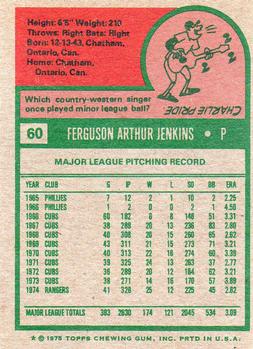 Height: 6'5" Weight: 210
Throws: Right Bats: Right
Born: 12-13-43, Chatham,
Ontario, Can.
Home: Chatham,
Ontario, Can.
CHARLIE PRIDE
Which country-western singer
once played minor league ball?
60 FERGUSON ARTHUR JENKINS • P
MAJOR LEAGUE PITCHING RECORD
YEAR CLUB G IP W L SO BB ERA
1965 PHILLIES 7 12 2 1 10 2 2.25
1966 PHILLIES 1 2 0 0 2 1
1966 CUBS 60 182 6 8 148 51 3.31
1967 CUBS 38 289 20 13 236 83 2.80
1968 CUBS 40 308 20 15 260 65 2.63
1969 CUBS 43 311 21 15 273 71 3.21
1970 CUBS 40 313 22 16 274 60 3.39
1971 CUBS 39 325 24 13 263 37 2.77
1972 CUBS 36 289 20 12 184 62 3.21
1973 CUBS 38 271 14 16 170 57 3.89
1974 RANGERS 41 328 25 12 225 45 2.83
MAJOR LEAGUE TOTALS 383 2630 174 121 2045 534 3.09
★ © 1975 TOPPS CHEWING GUM, INC. PRTD IN U.S.A.